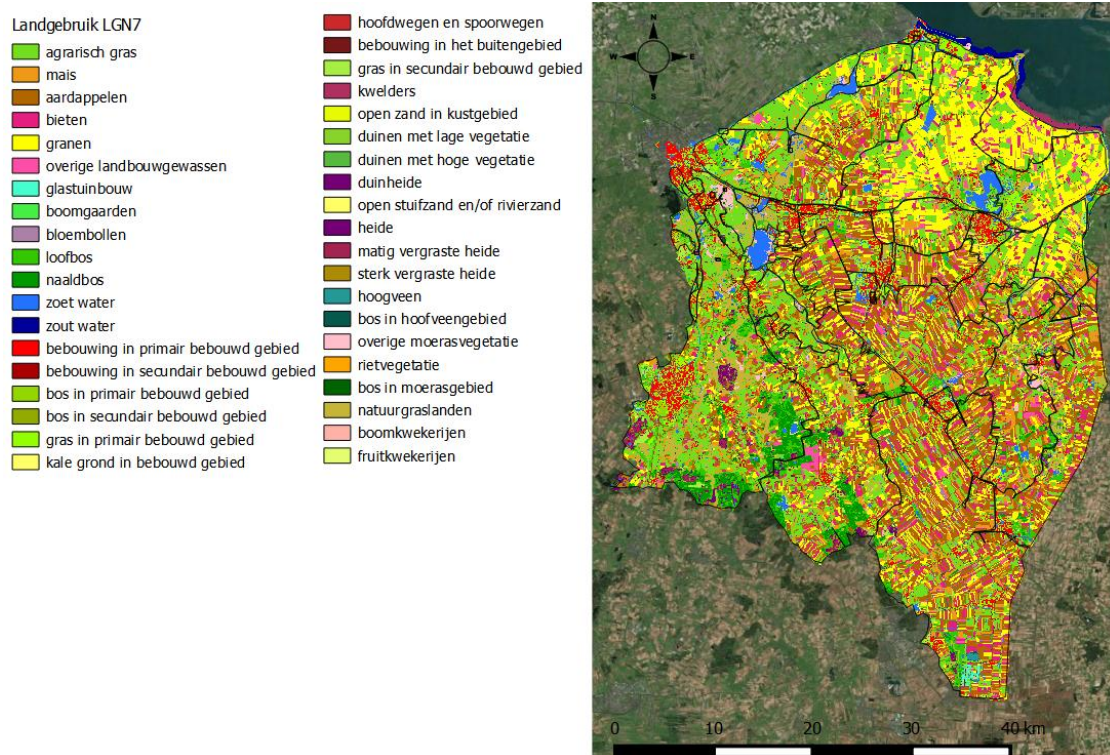 Landgebruik LGN7
agrarisch gras
mais
aardappelen
bieten
granen
overige landbouwgewassen
glastuinbouw
boomgaarden
bloembollen
loofbos
naaldbos
zoet water
zout water
bebouwing in primair bebouwd gebied
bebouwing in secundair bebouwd gebied
bos in primair bebouwd gebied
bos in secundair bebouwd gebied
gras in primair bebouwd gebied
kale grond in bebouwd gebied
hoofdwegen en spoorwegen
bebouwing in het buitengebied
gras in secundair bebouwd gebied
kwelders
open zand in kustgebied
duinen met lage vegetatie
duinen met hoge vegetatie
duinheide
open stuifzand en/of rivierzand
heide
matig vergraste heide
sterk vergraste heide
hoogveen
bos in hoofveengebied
overige moerasvegetatie
rietvegetatie
bos in moerasgebied
natuurgraslanden
boomkwekerijen
fruitkwekerijen
N
W E
S
0 10 20 30 40 km